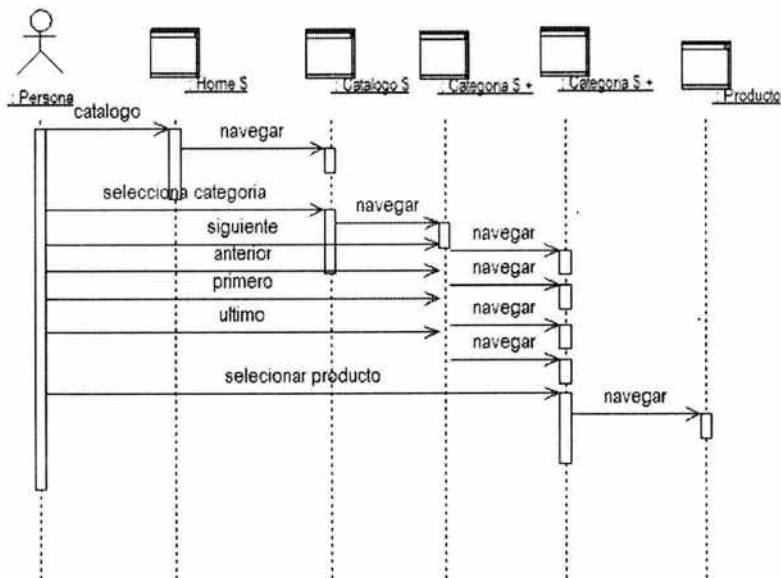 : Persona
: Home S
: Catalogo S
: Categoria S +
: Categoria S +
: Producto
catalogo
navegar
selecciona categoria
navegar
siguiente
navegar
anterior
navegar
primero
navegar
ultimo
navegar
selecionar producto
navegar